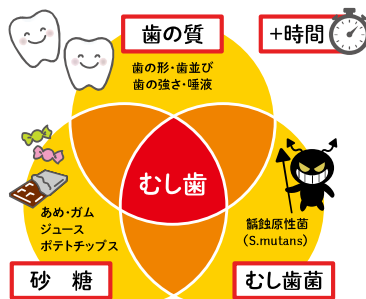 歯の質
+時間
歯の形・歯並び
歯の強さ・唾液
むし歯
あめ・ガム
ジュース
ポテトチップス
齲蝕原性菌
(S.mutans)
砂 糖
むし歯菌